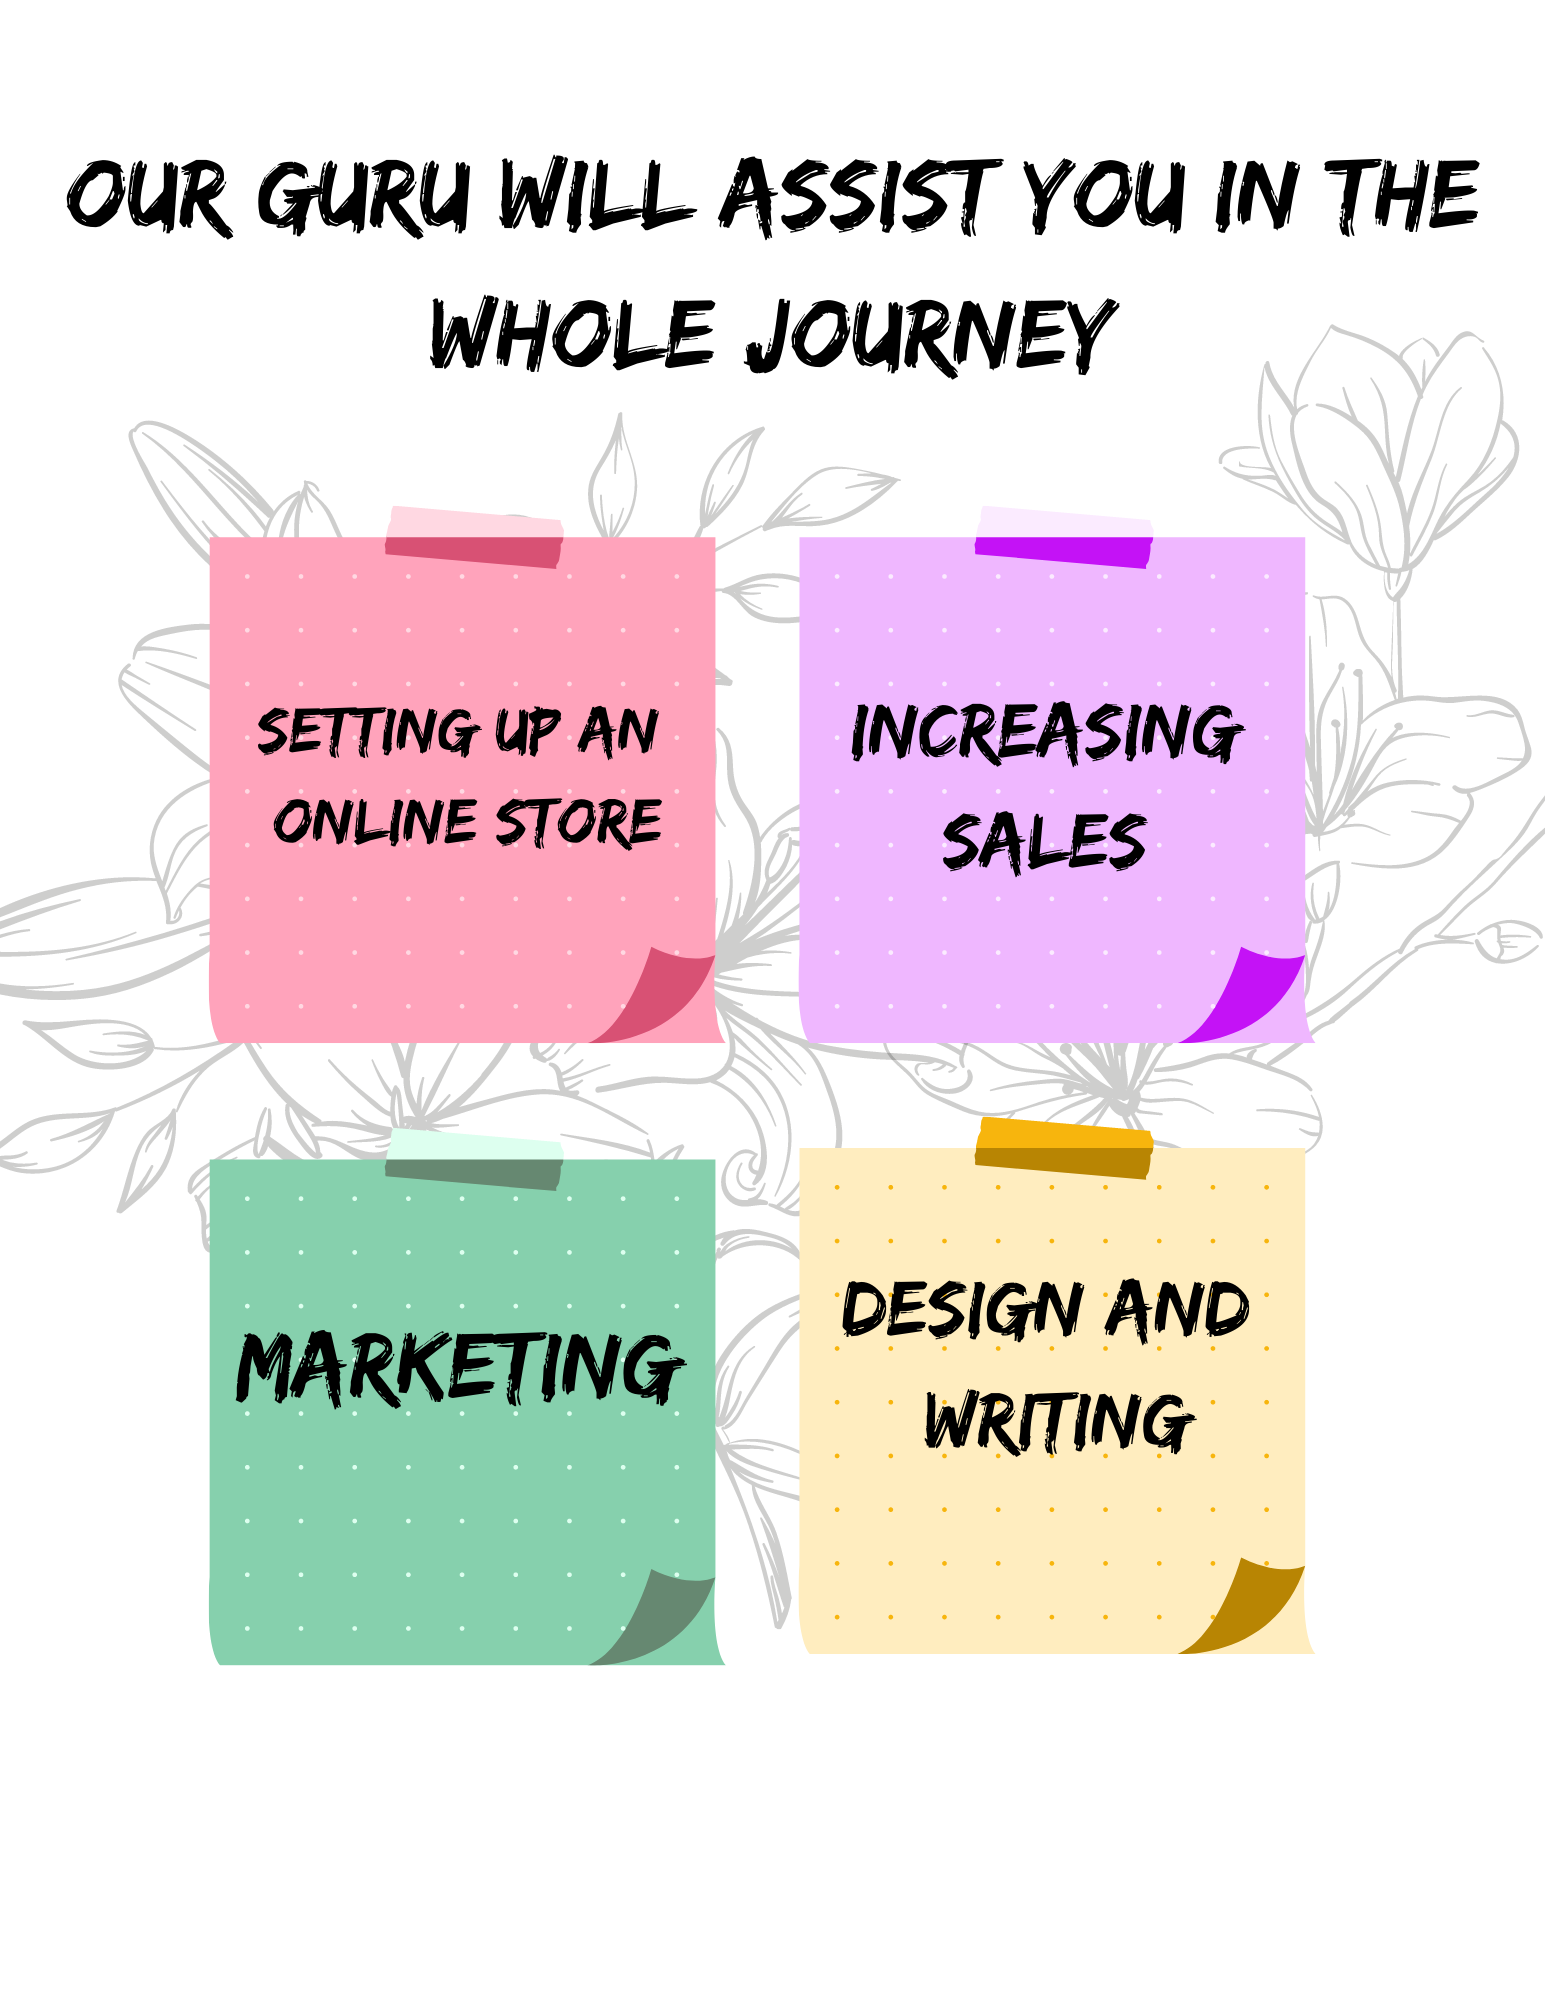 OUR GURU WILL ASSIST YOU IN THE
WHOLE JOURNEY
SETTING UP AN
ONLINE STORE
INCREASING
SALES
MARKETING
DESIGN AND
WRITING